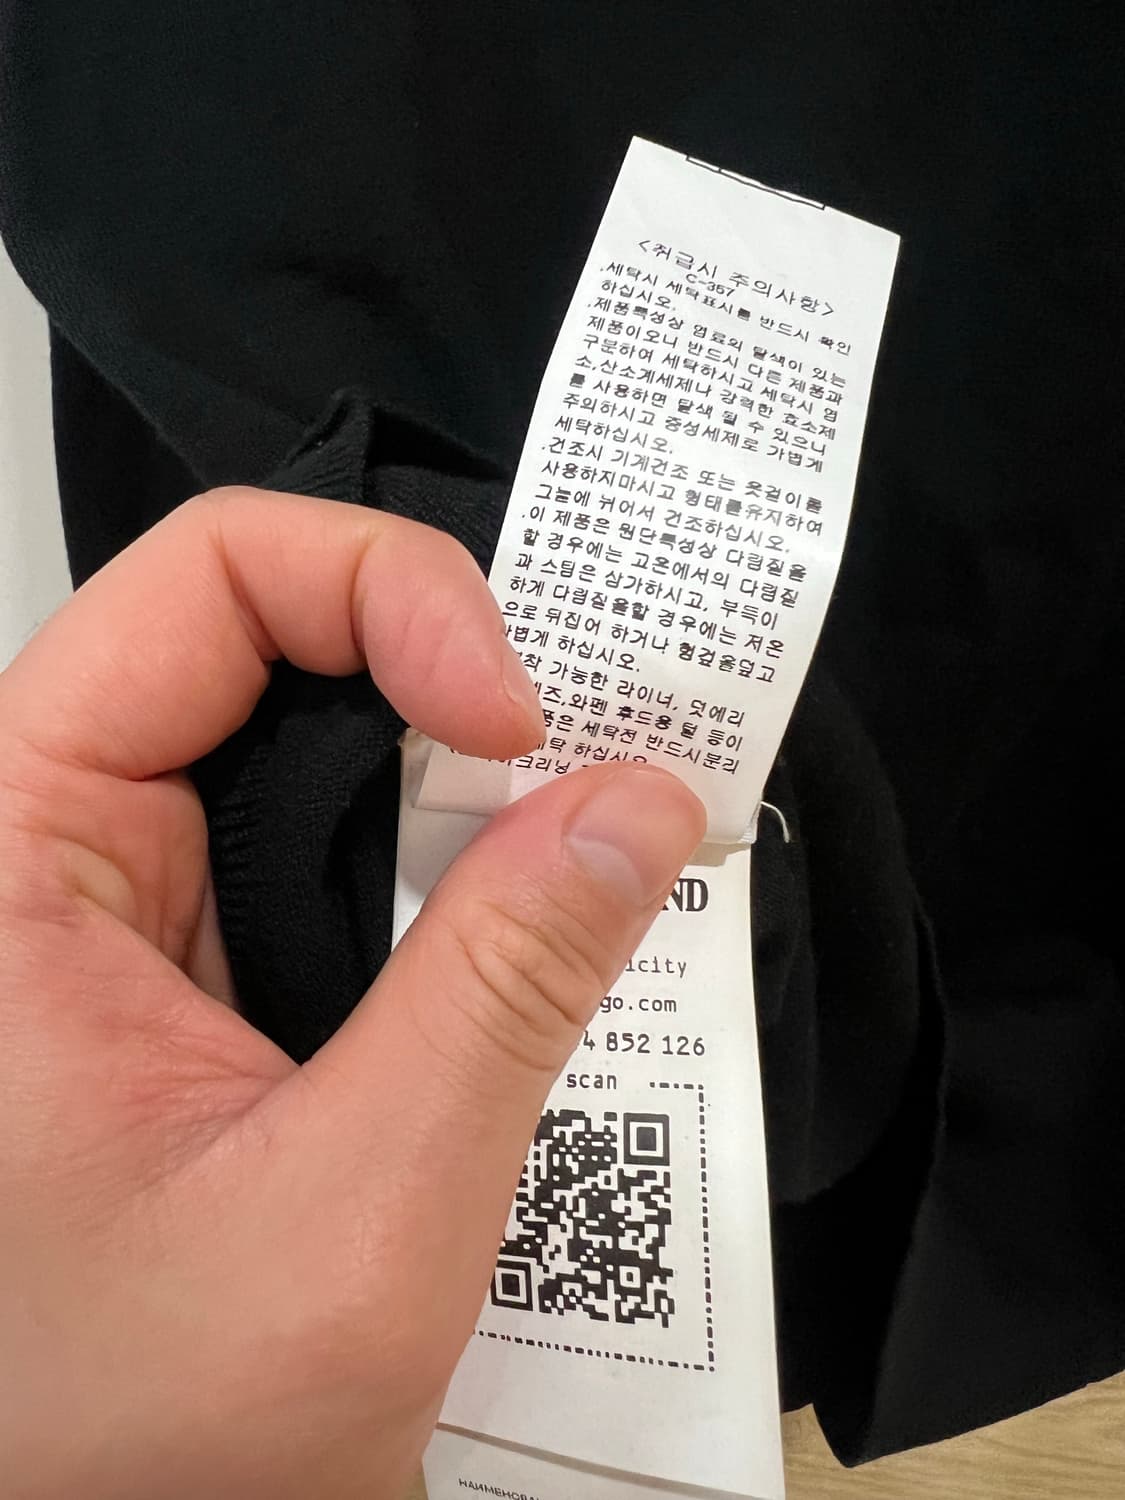 <취급시 주의사항>
C-367
.세탁시 세탁표시를 반드시 확인
하십시오.
.제품특성상 염료의 탈색이 있는
제품이오니 반드시 다른 제품과
구분하여 세탁하시고 세탁시 염
소,산소계세제나 강력한 효소제
를 사용하면 탈색 될 수 있으니
주의하시고 중성세제로 가볍게
세탁하십시오.
.건조시 기계건조 또는 옷걸이를
사용하지마시고 형태를유지하여
그늘에 뉘어서 건조하십시오.
.이 제품은 원단특성상 다림질을
할 경우에는 고온에서의 다림질
과 스팀은 삼가하시고, 부득이
하게 다림질을할 경우에는 저온
으로 뒤집어 하거나 헝겊을덮고
가볍게 하십시오.
가능한 라이너, 덧에리
와펜 후드용 털 등이
세탁전 반드시분리
하십시오
ND
icity
go.com
4 852 126
scan